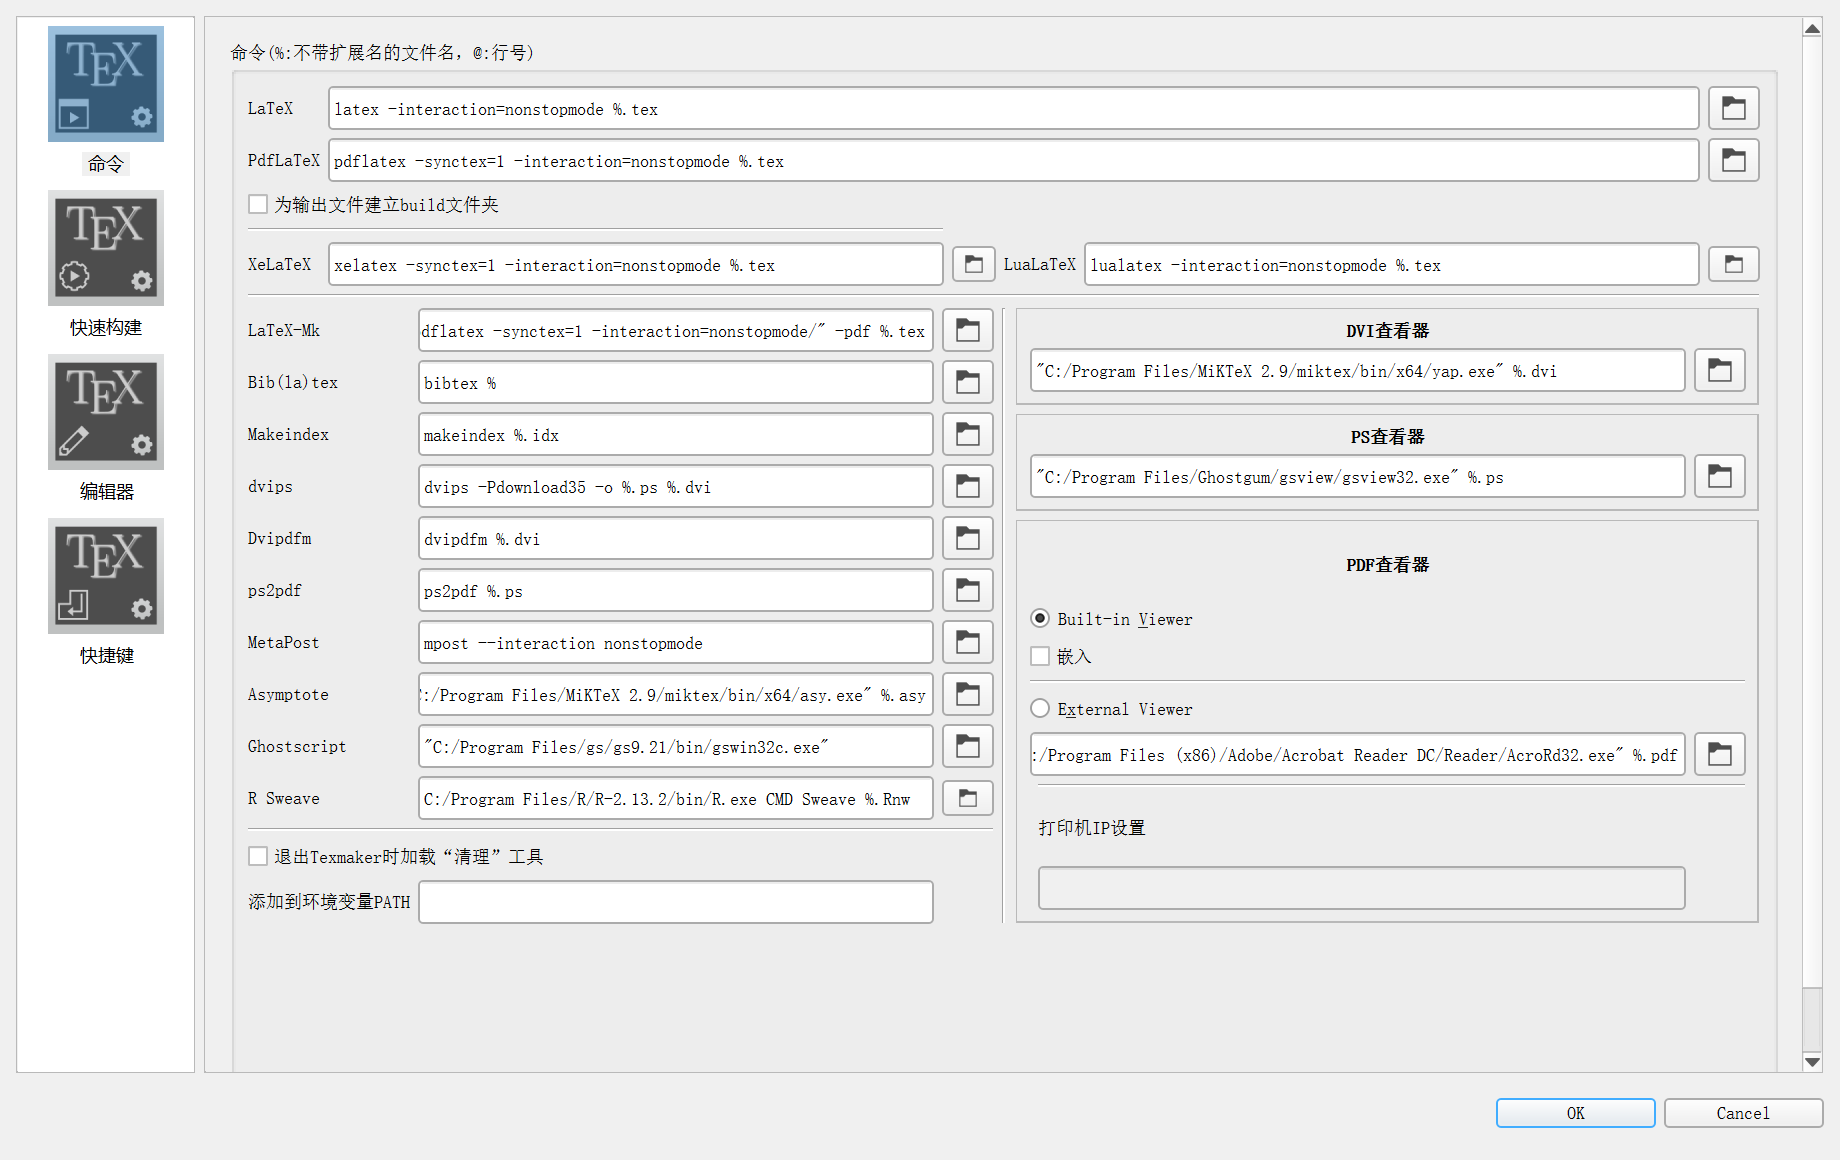 TEX
命令
TEX
快速构建
TEX
编辑器
TEX
快捷键
命令(%:不带扩展名的文件名，@:行号)
LaTeX latex -interaction=nonstopmode %.tex
PdfLaTeX pdflatex -synctex=1 -interaction=nonstopmode %.tex
为输出文件建立build文件夹
XeLaTeX xelatex -synctex=1 -interaction=nonstopmode %.tex LuaLaTeX lualatex -interaction=nonstopmode %.tex
LaTeX-Mk dflatex -synctex=1 -interaction=nonstopmode/" -pdf %.tex
Bib(la)tex bibtex %
Makeindex makeindex %.idx
dvips dvips -Pdownload35 -o %.ps %.dvi
Dvipdfm dvipdfm %.dvi
ps2pdf ps2pdf %.ps
MetaPost mpost --interaction nonstopmode
Asymptote :/Program Files/MiKTeX 2.9/miktex/bin/x64/asy.exe" %.asy
Ghostscript "C:/Program Files/gs/gs9.21/bin/gswin32c.exe"
R Sweave C:/Program Files/R/R-2.13.2/bin/R.exe CMD Sweave %.Rnw
退出Texmaker时加载“清理”工具
添加到环境变量PATH
DVI查看器
"C:/Program Files/MiKTeX 2.9/miktex/bin/x64/yap.exe" %.dvi
PS查看器
"C:/Program Files/Ghostgum/gsview/gsview32.exe" %.ps
PDF查看器
Built-in Viewer
嵌入
External Viewer
:/Program Files (x86)/Adobe/Acrobat Reader DC/Reader/AcroRd32.exe" %.pdf
打印机IP设置
OK Cancel